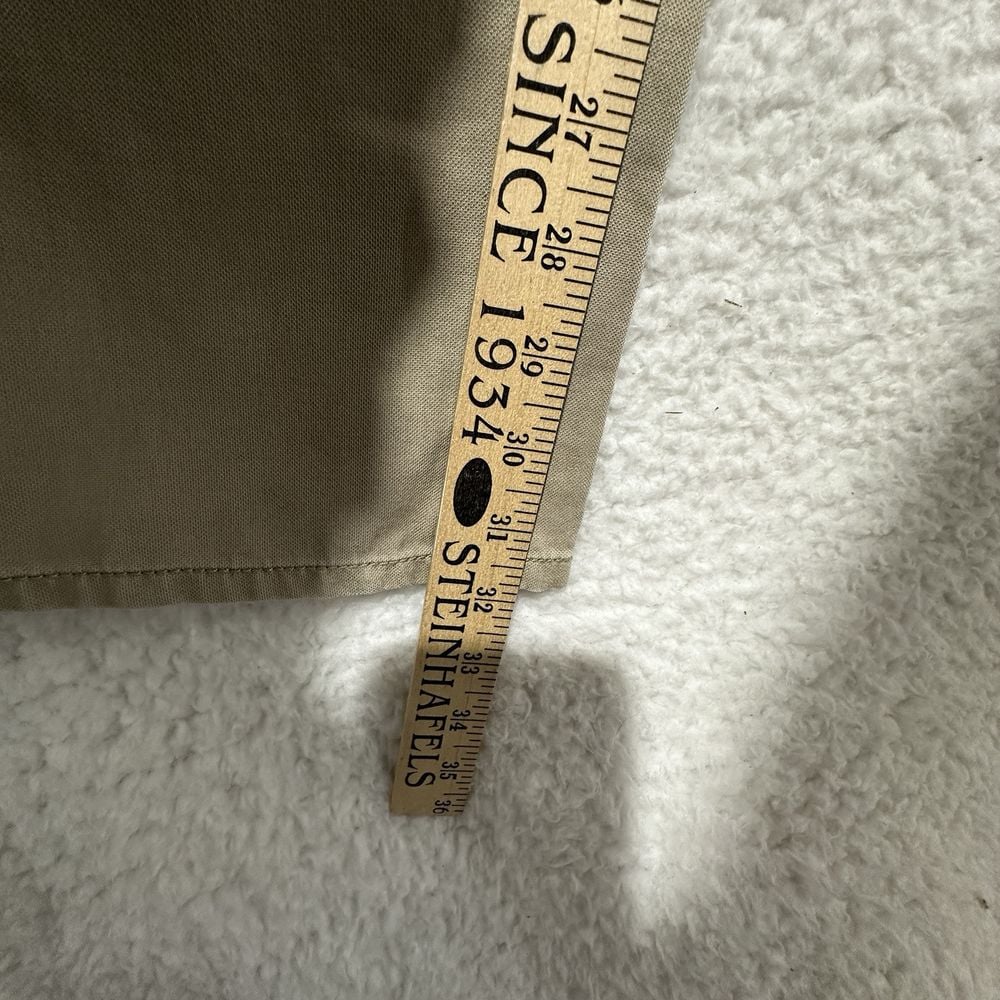 SINCE 1934 STEINHAFELS
27 28 29 30 31 32 33 34 35 36